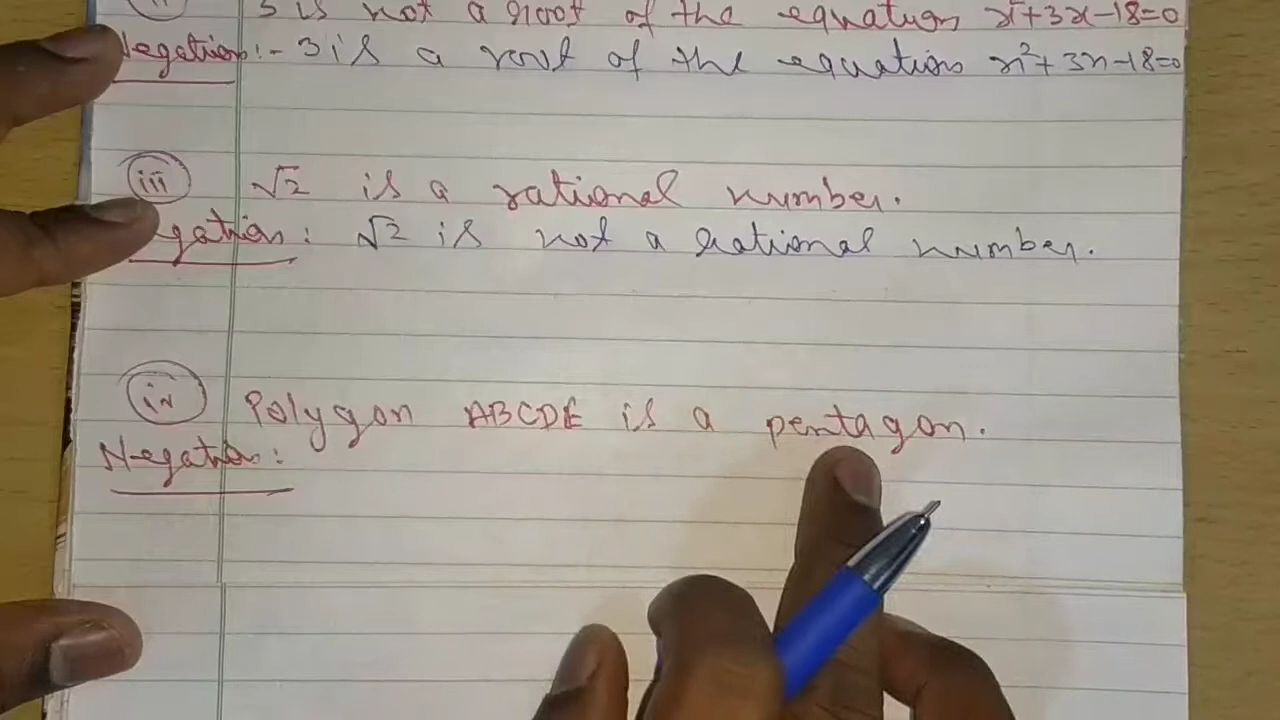 3 is not a root of the equation x²+3x-18=0
Negation:- 3 is a root of the equation x²+3x-18=0
iii √2 is a rational number.
gation: √2 is not a rational number.
iv Polygon ABCDE is a pentagon.
Negation: